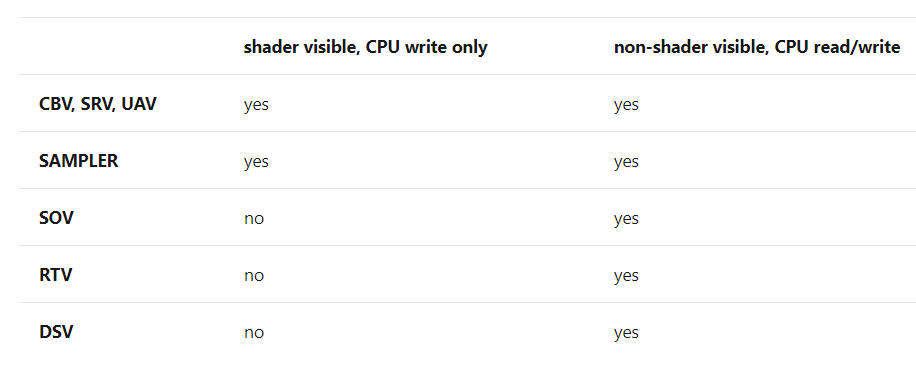 shader visible, CPU write only non-shader visible, CPU read/write
CBV, SRV, UAV yes yes
SAMPLER yes yes
SOV no yes
RTV no yes
DSV no yes